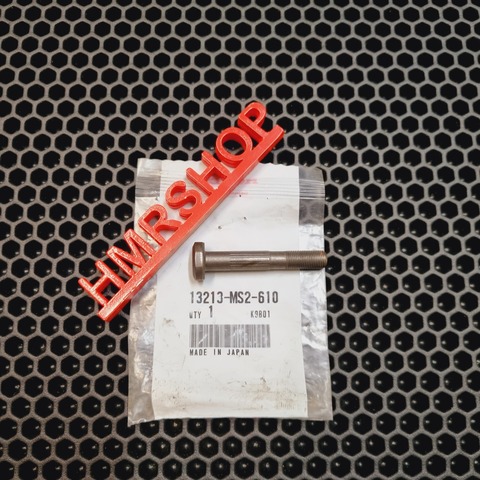 HMRSHOP
13213-MS2-610
QTY 1 K9801
MADE IN JAPAN